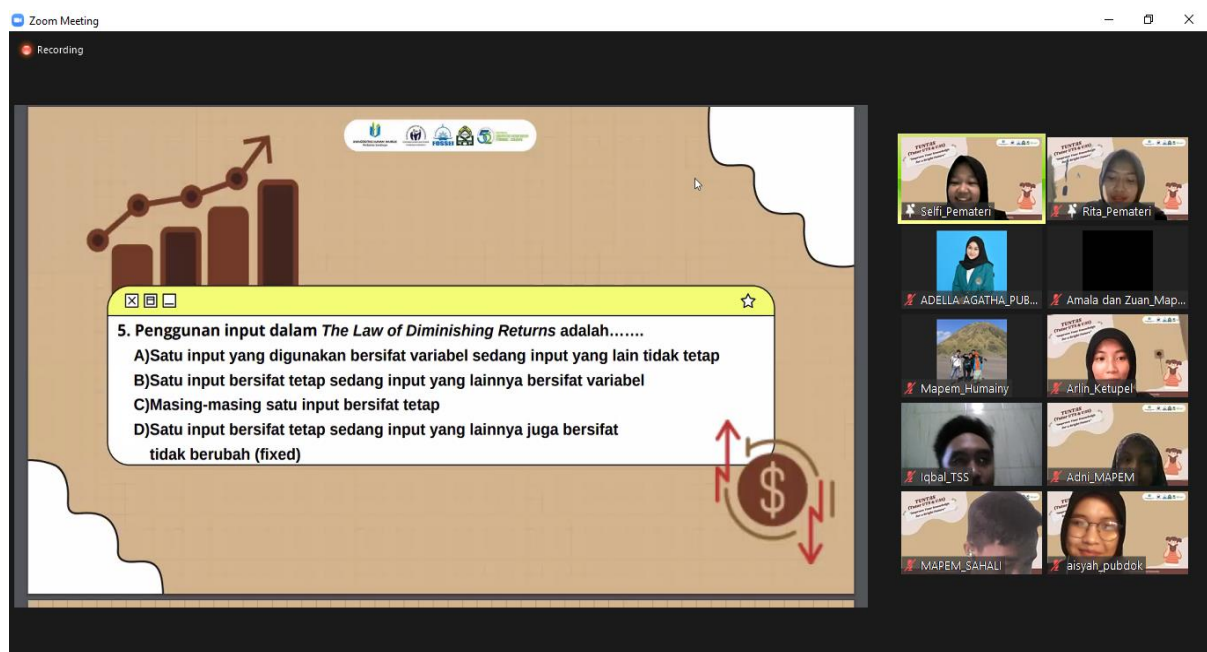 Zoom Meeting
Recording
FOSSEI
5. Penggunan input dalam The Law of Diminishing Returns adalah…….
A)Satu input yang digunakan bersifat variabel sedang input yang lain tidak tetap
B)Satu input bersifat tetap sedang input yang lainnya bersifat variabel
C)Masing-masing satu input bersifat tetap
D)Satu input bersifat tetap sedang input yang lainnya juga bersifat
tidak berubah (fixed)
$
Selfi_Pemateri
Rita_Pemateri
ADELLA AGATHA_PUB...
Amala dan Zuan_Map...
Mapem_Humainy
Arlin_Ketupel
Iqbal_TSS
Adni_MAPEM
MAPEM_SAHALI
aisyah_pubdok